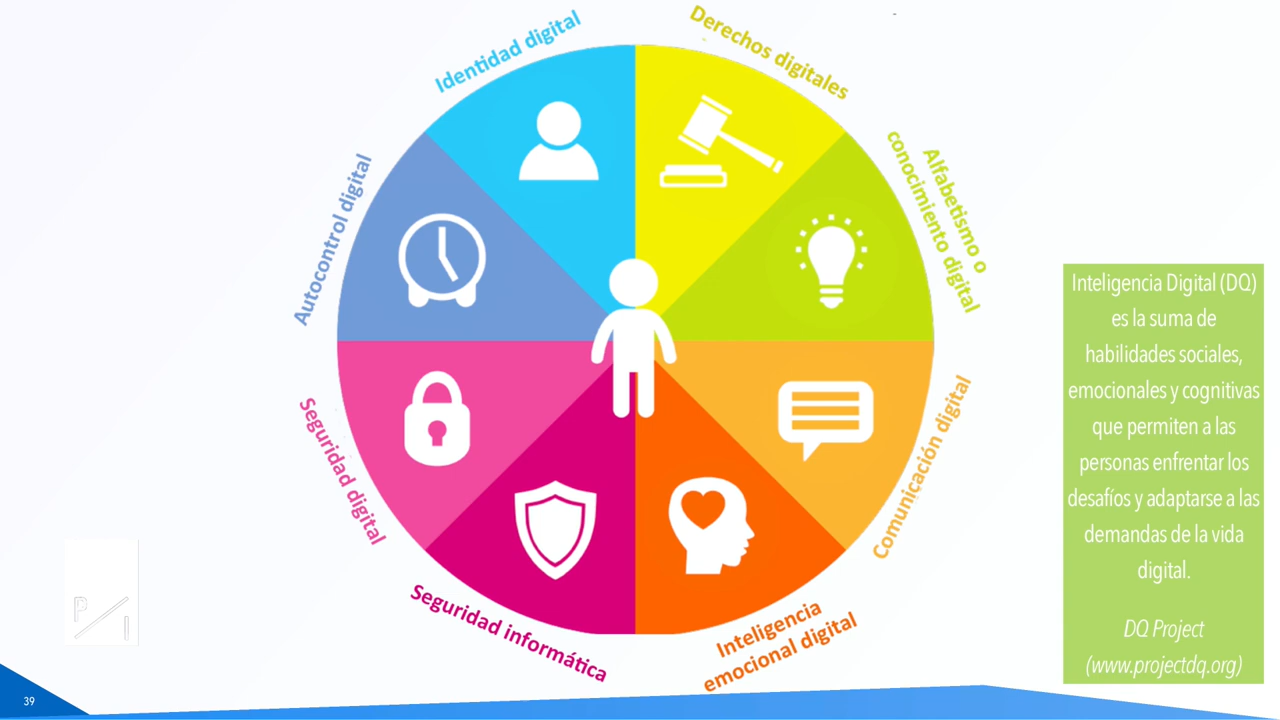 Identidad digital
Derechos digitales
Alfabetismo o
conocimiento digital
Comunicación digital
Inteligencia
emocional digital
Seguridad informática
Seguridad digital
Autocontrol digital
Inteligencia Digital (DQ)
es la suma de
habilidades sociales,
emocionales y cognitivas
que permiten a las
personas enfrentar los
desafíos y adaptarse a las
demandas de la vida
digital.
DQ Project
(www.projectdq.org)
P/I
39